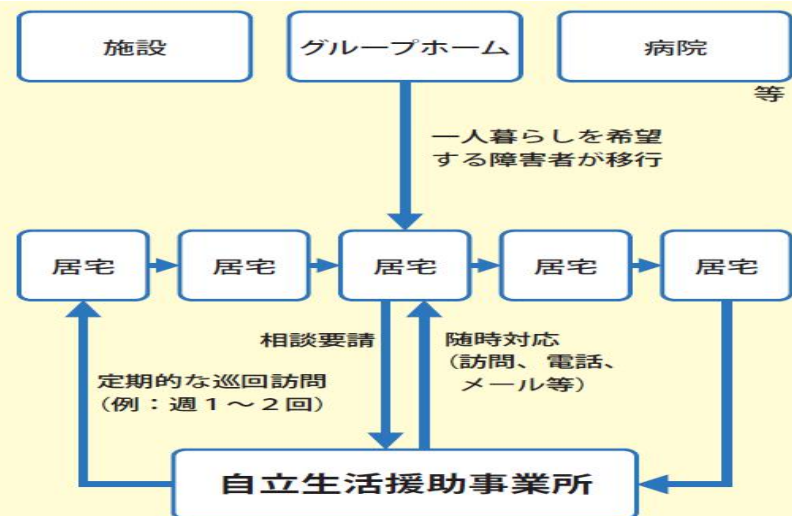 施設
グループホーム
病院
等
一人暮らしを希望
する障害者が移行
居宅
居宅
居宅
居宅
居宅
相談要請
随時対応
（訪問、電話、
メール等）
定期的な巡回訪問
（例：週１～２回）
自立生活援助事業所